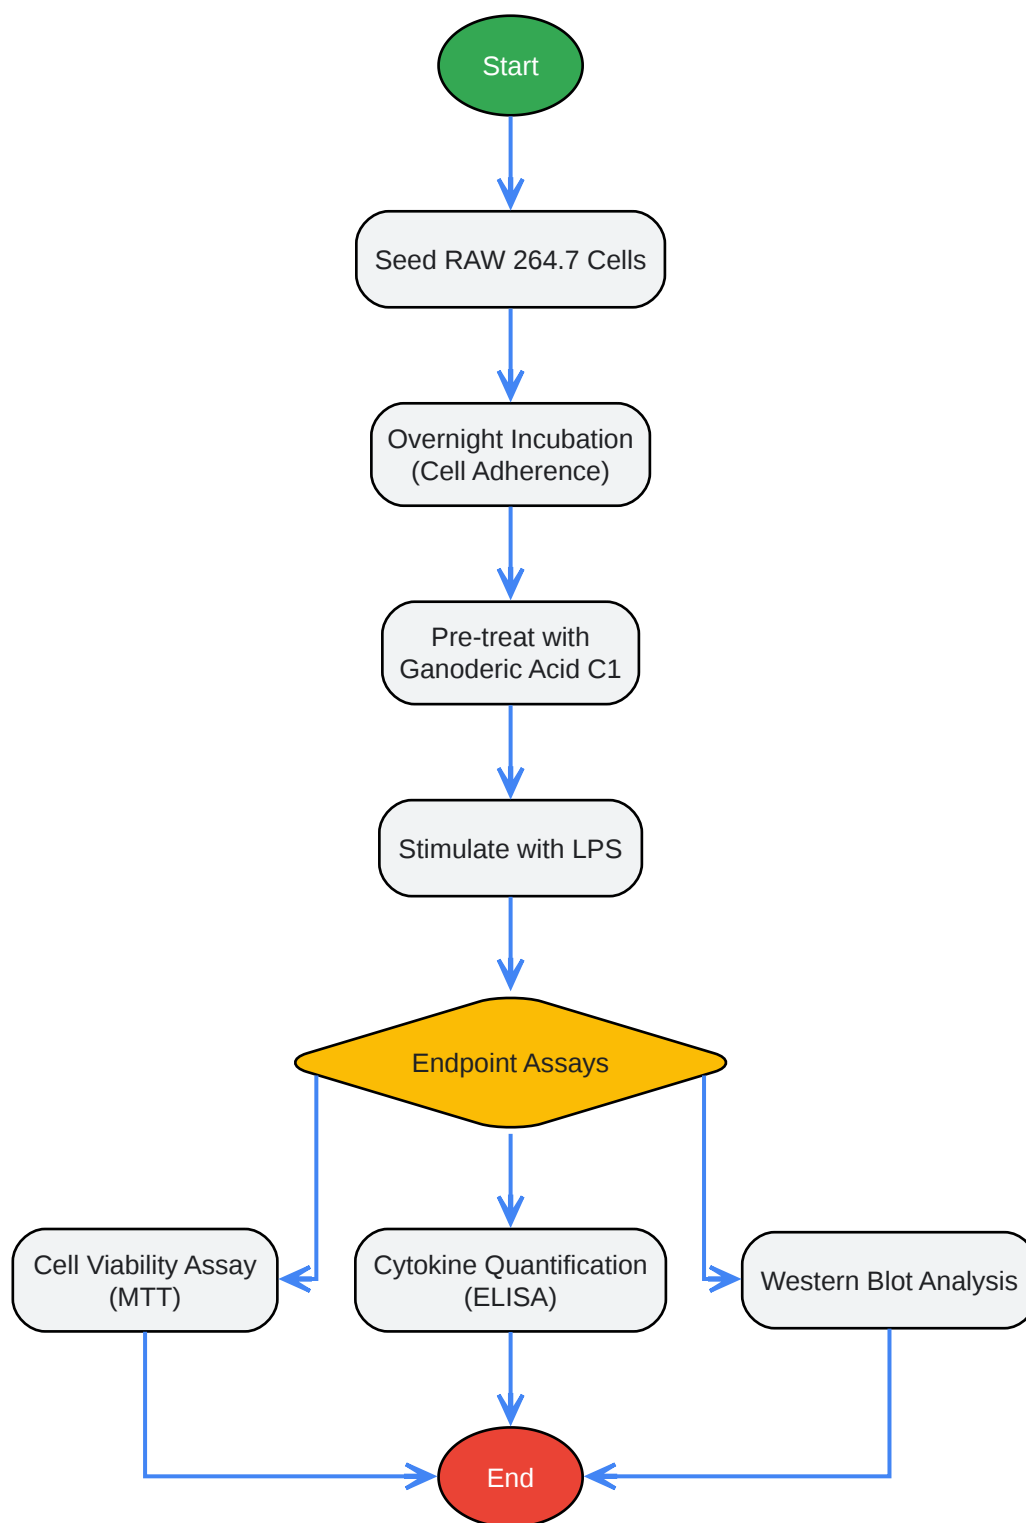 Start
Seed RAW 264.7 Cells
Overnight Incubation
(Cell Adherence)
Pre-treat with
Ganoderic Acid C1
Stimulate with LPS
Endpoint Assays
Cell Viability Assay
(MTT)
Cytokine Quantification
(ELISA)
Western Blot Analysis
End